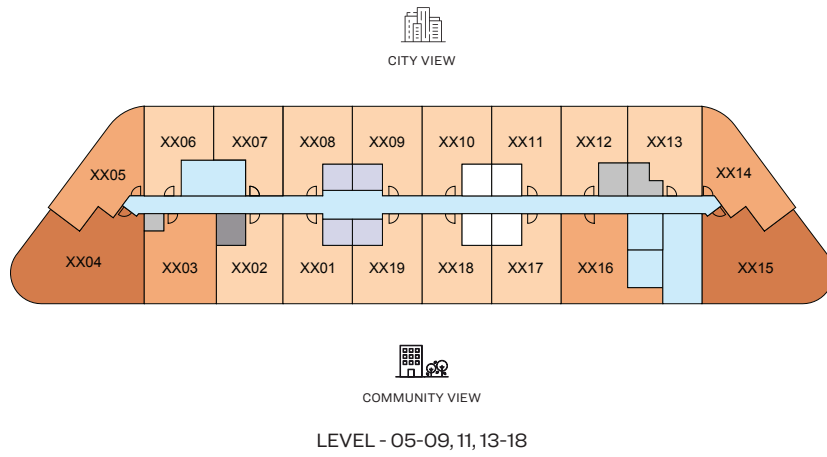 CITY VIEW
XX06 XX07 XX08 XX09 XX10 XX11 XX12 XX13
XX05 XX14
XX04 XX03 XX02 XX01 XX19 XX18 XX17 XX16 XX15
COMMUNITY VIEW
LEVEL - 05-09, 11, 13-18